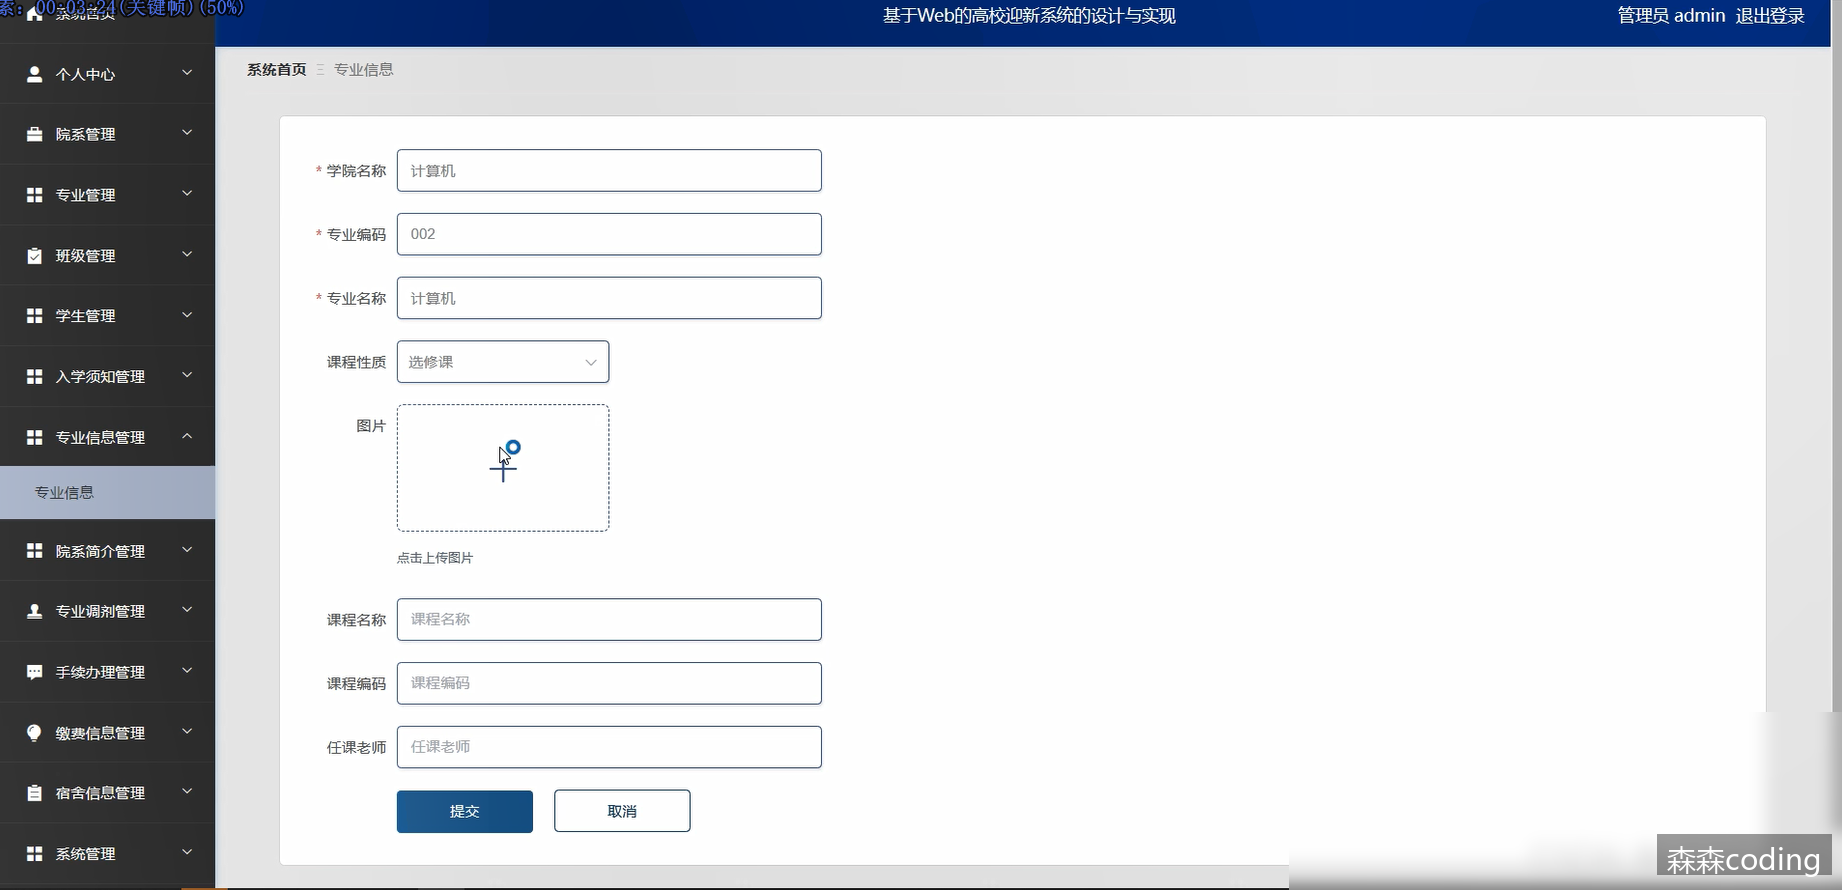 索: 00:03:24(关键帧)(50%)
系统首页
基于Web的高校迎新系统的设计与实现
管理员 admin 退出登录
系统首页 专业信息
个人中心
院系管理
专业管理
班级管理
学生管理
入学须知管理
专业信息管理
专业信息
院系简介管理
专业调剂管理
手续办理管理
缴费信息管理
宿舍信息管理
系统管理
* 学院名称 计算机
* 专业编码 002
* 专业名称 计算机
课程性质 选修课
图片
点击上传图片
课程名称 课程名称
课程编码 课程编码
任课老师 任课老师
提交 取消
森森coding